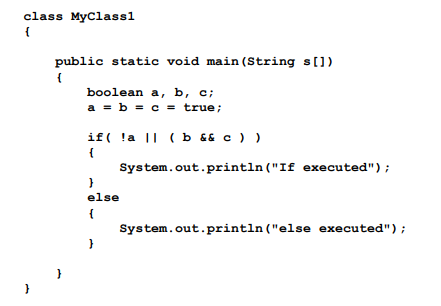 class MyClass1
{
public static void main(String s[])
{
boolean a, b, c;
a = b = c = true;
if( !a || ( b && c ) )
{
System.out.println("If executed");
}
else
{
System.out.println("else executed");
}
}
}